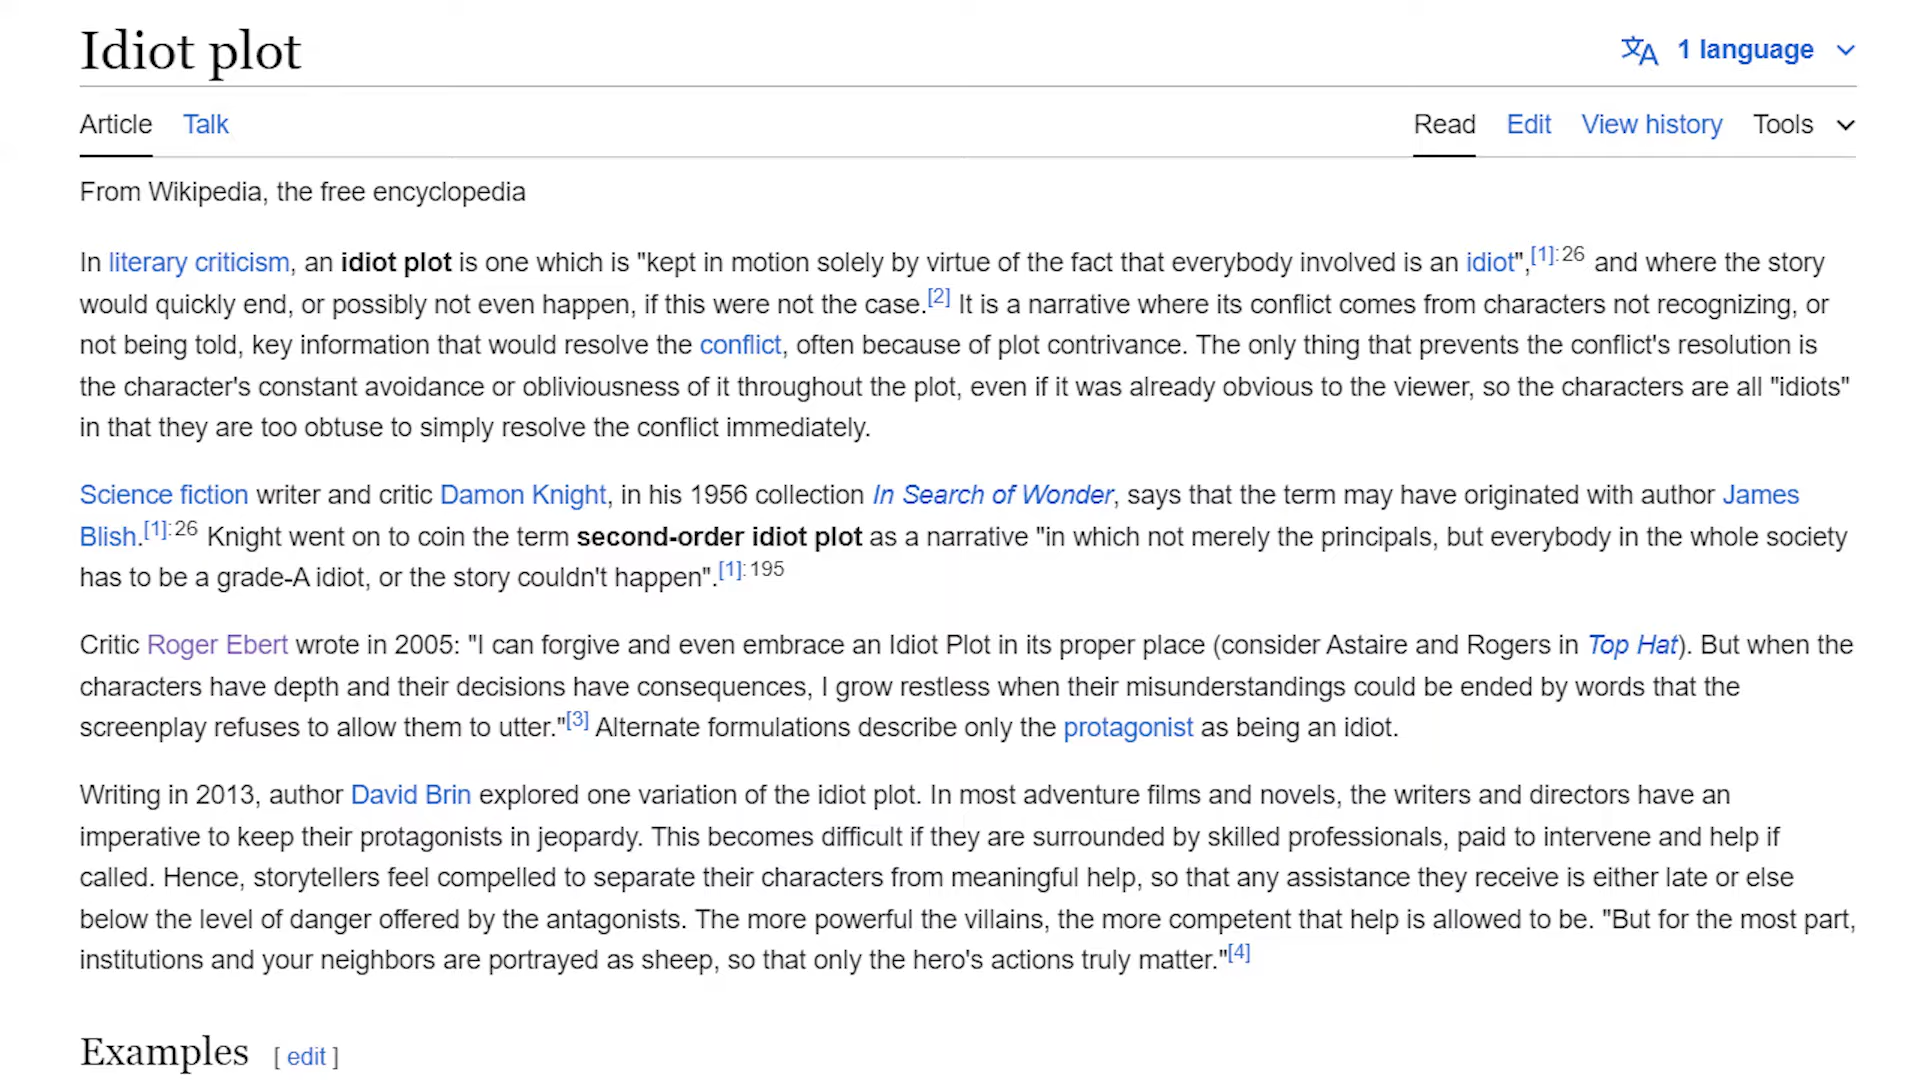 Idiot plot
1 language
Article Talk Read Edit View history Tools
From Wikipedia, the free encyclopedia
In literary criticism, an idiot plot is one which is "kept in motion solely by virtue of the fact that everybody involved is an idiot",[1]:26 and where the story
would quickly end, or possibly not even happen, if this were not the case.[2] It is a narrative where its conflict comes from characters not recognizing, or
not being told, key information that would resolve the conflict, often because of plot contrivance. The only thing that prevents the conflict's resolution is
the character's constant avoidance or obliviousness of it throughout the plot, even if it was already obvious to the viewer, so the characters are all "idiots"
in that they are too obtuse to simply resolve the conflict immediately.
Science fiction writer and critic Damon Knight, in his 1956 collection In Search of Wonder, says that the term may have originated with author James
Blish.[1]:26 Knight went on to coin the term second-order idiot plot as a narrative "in which not merely the principals, but everybody in the whole society
has to be a grade-A idiot, or the story couldn't happen".[1]:195
Critic Roger Ebert wrote in 2005: "I can forgive and even embrace an Idiot Plot in its proper place (consider Astaire and Rogers in Top Hat). But when the
characters have depth and their decisions have consequences, I grow restless when their misunderstandings could be ended by words that the
screenplay refuses to allow them to utter."[3] Alternate formulations describe only the protagonist as being an idiot.
Writing in 2013, author David Brin explored one variation of the idiot plot. In most adventure films and novels, the writers and directors have an
imperative to keep their protagonists in jeopardy. This becomes difficult if they are surrounded by skilled professionals, paid to intervene and help if
called. Hence, storytellers feel compelled to separate their characters from meaningful help, so that any assistance they receive is either late or else
below the level of danger offered by the antagonists. The more powerful the villains, the more competent that help is allowed to be. "But for the most part,
institutions and your neighbors are portrayed as sheep, so that only the hero's actions truly matter."[4]
Examples [ edit ]